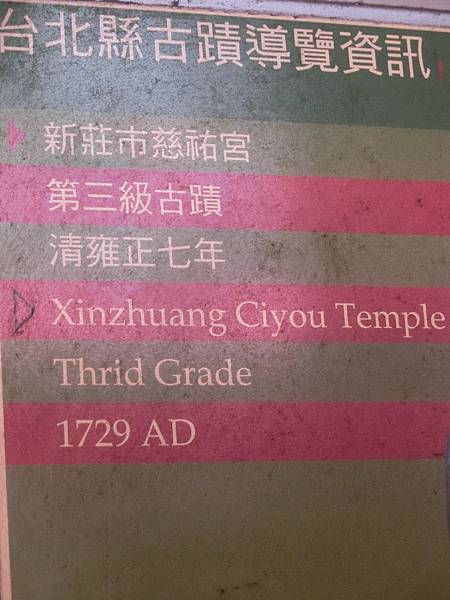 台北縣古蹟導覽資訊
新莊市慈祐宮
第三級古蹟
清雍正七年
Xinzhuang Ciyou Temple
Thrid Grade
1729 AD